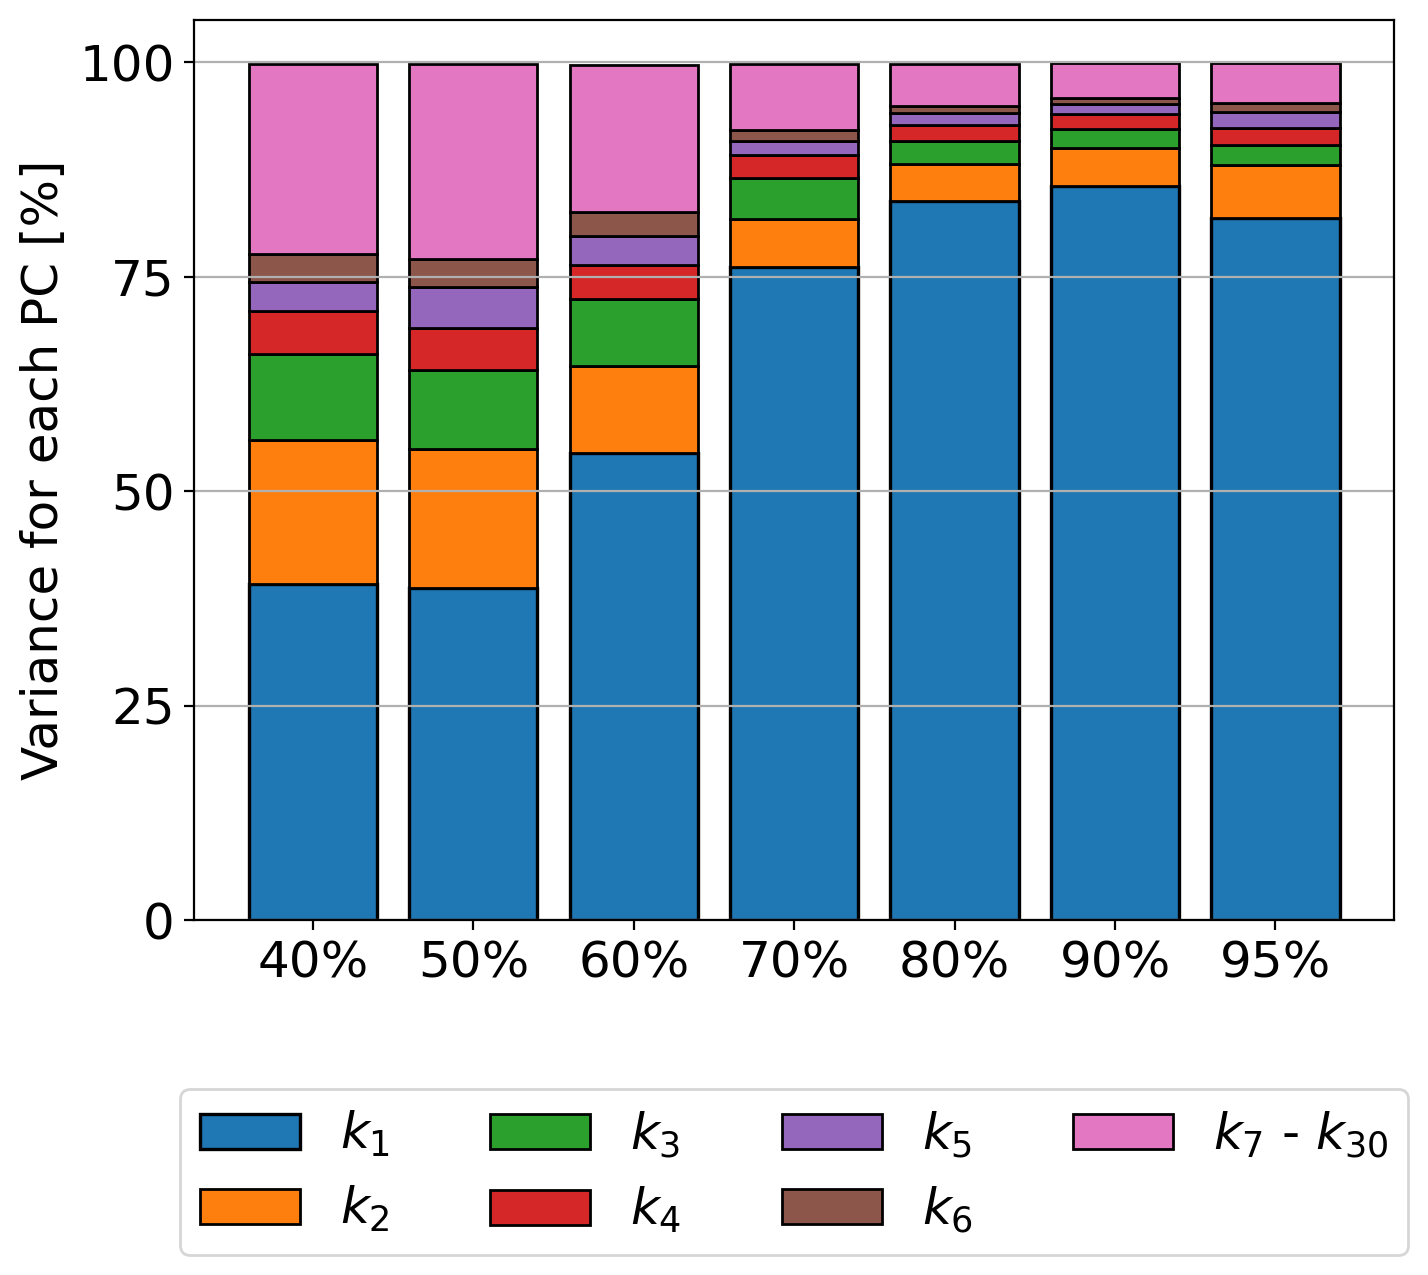 Variance for each PC [%]
100
75
50
25
0
40% 50% 60% 70% 80% 90% 95%
k₁ k₃ k₅ k₇ - k₃₀
k₂ k₄ k₆